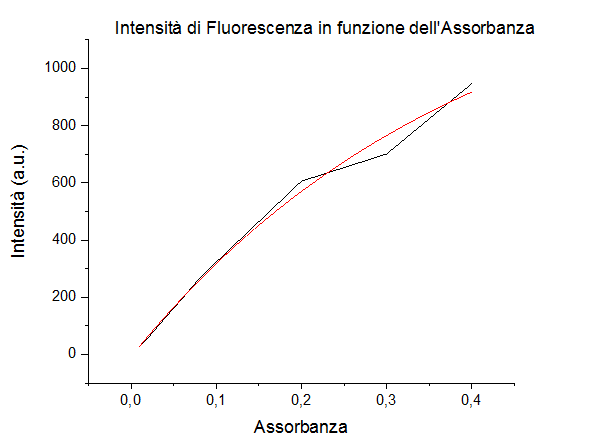 Intensità di Fluorescenza in funzione dell'Assorbanza
1000
800
600
400
200
0
Intensità (a.u.)
0,0 0,1 0,2 0,3 0,4
Assorbanza